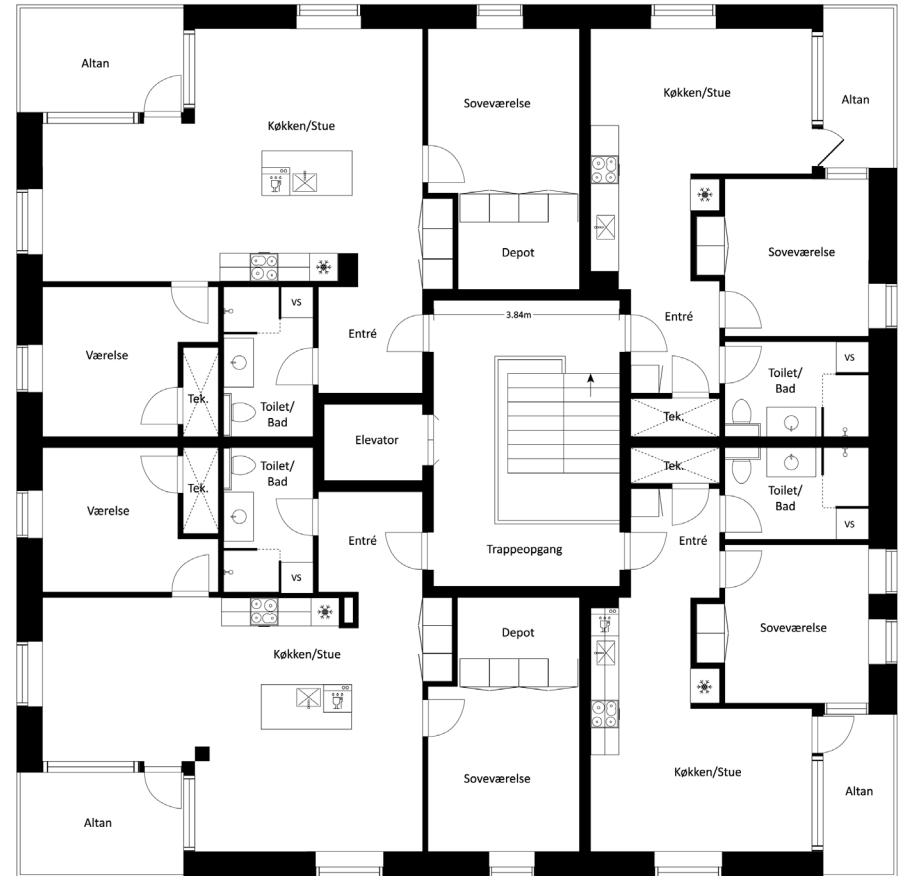 Altan
Køkken/Stue
Soveværelse
Køkken/Stue
Altan
Depot
Soveværelse
VS
3.84m
Entré
Entré
Værelse
VS
Toilet/
Bad
Tek.
Toilet/
Bad
Tek.
Elevator
Tek.
Toilet/
Bad
Tek.
Toilet/
Bad
Værelse
VS
Entré
Trappeopgang
Entré
VS
Depot
Soveværelse
Køkken/Stue
Soveværelse
Køkken/Stue
Altan
Altan